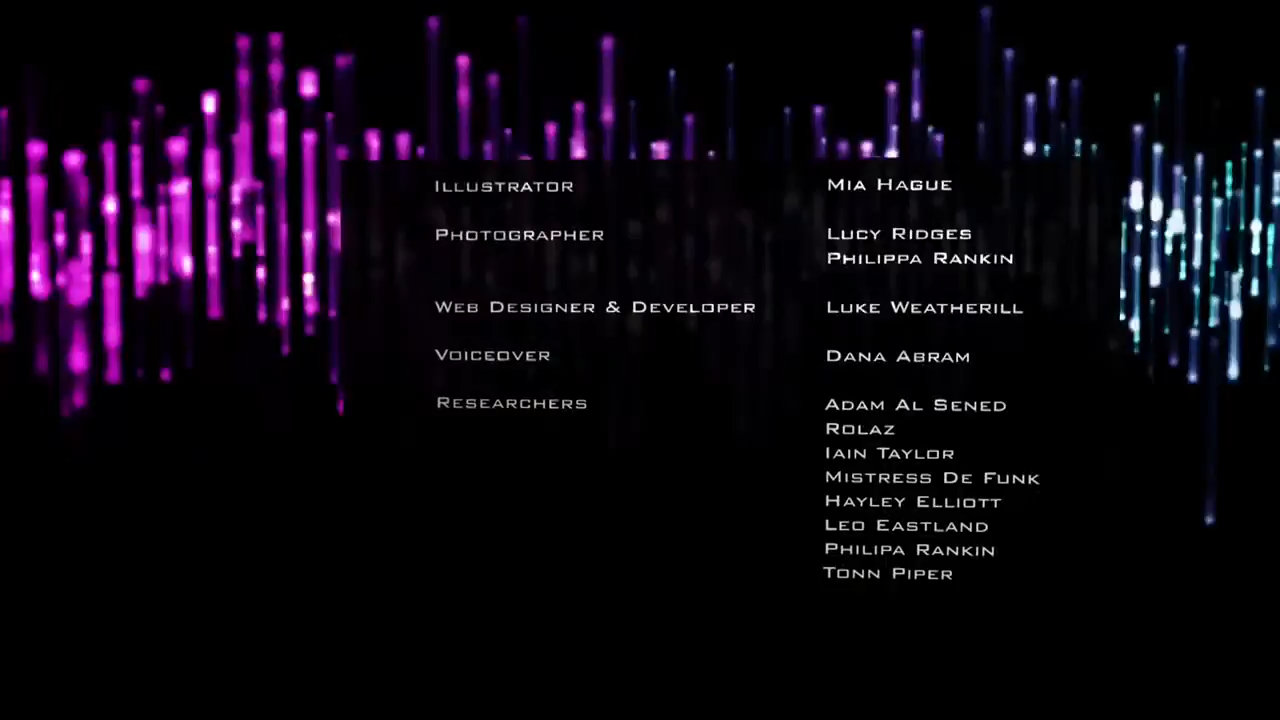 Illustrator Mia Hague
Photographer Lucy Ridges
Philippa Rankin
Web Designer & Developer Luke Weatherill
Voiceover Dana Abram
Researchers Adam Al Sened
Rolaz
Iain Taylor
Mistress De Funk
Hayley Elliott
Leo Eastland
Philipa Rankin
Tonn Piper